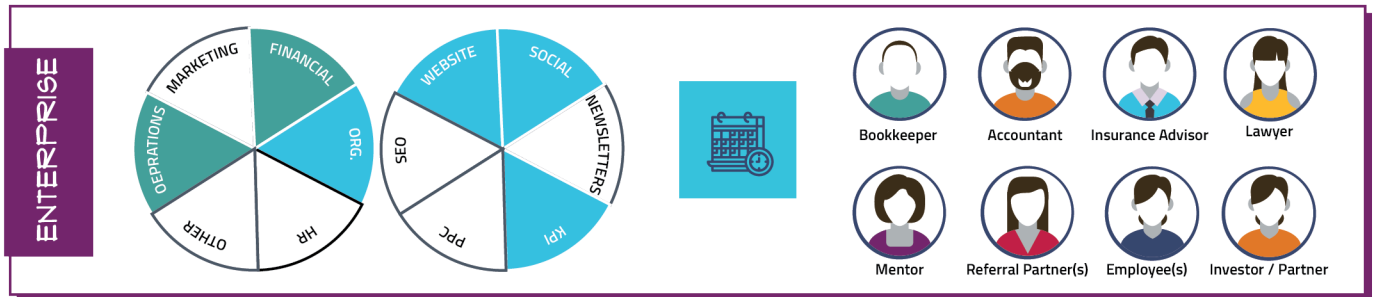 ENTERPRISE
MARKETING
FINANCIAL
ORG.
HR
OTHER
OEPRATIONS
WEBSITE
SOCIAL
NEWSLETTERS
KPI
PPC
SEO
Bookkeeper
Accountant
Insurance Advisor
Lawyer
Mentor
Referral Partner(s)
Employee(s)
Investor / Partner